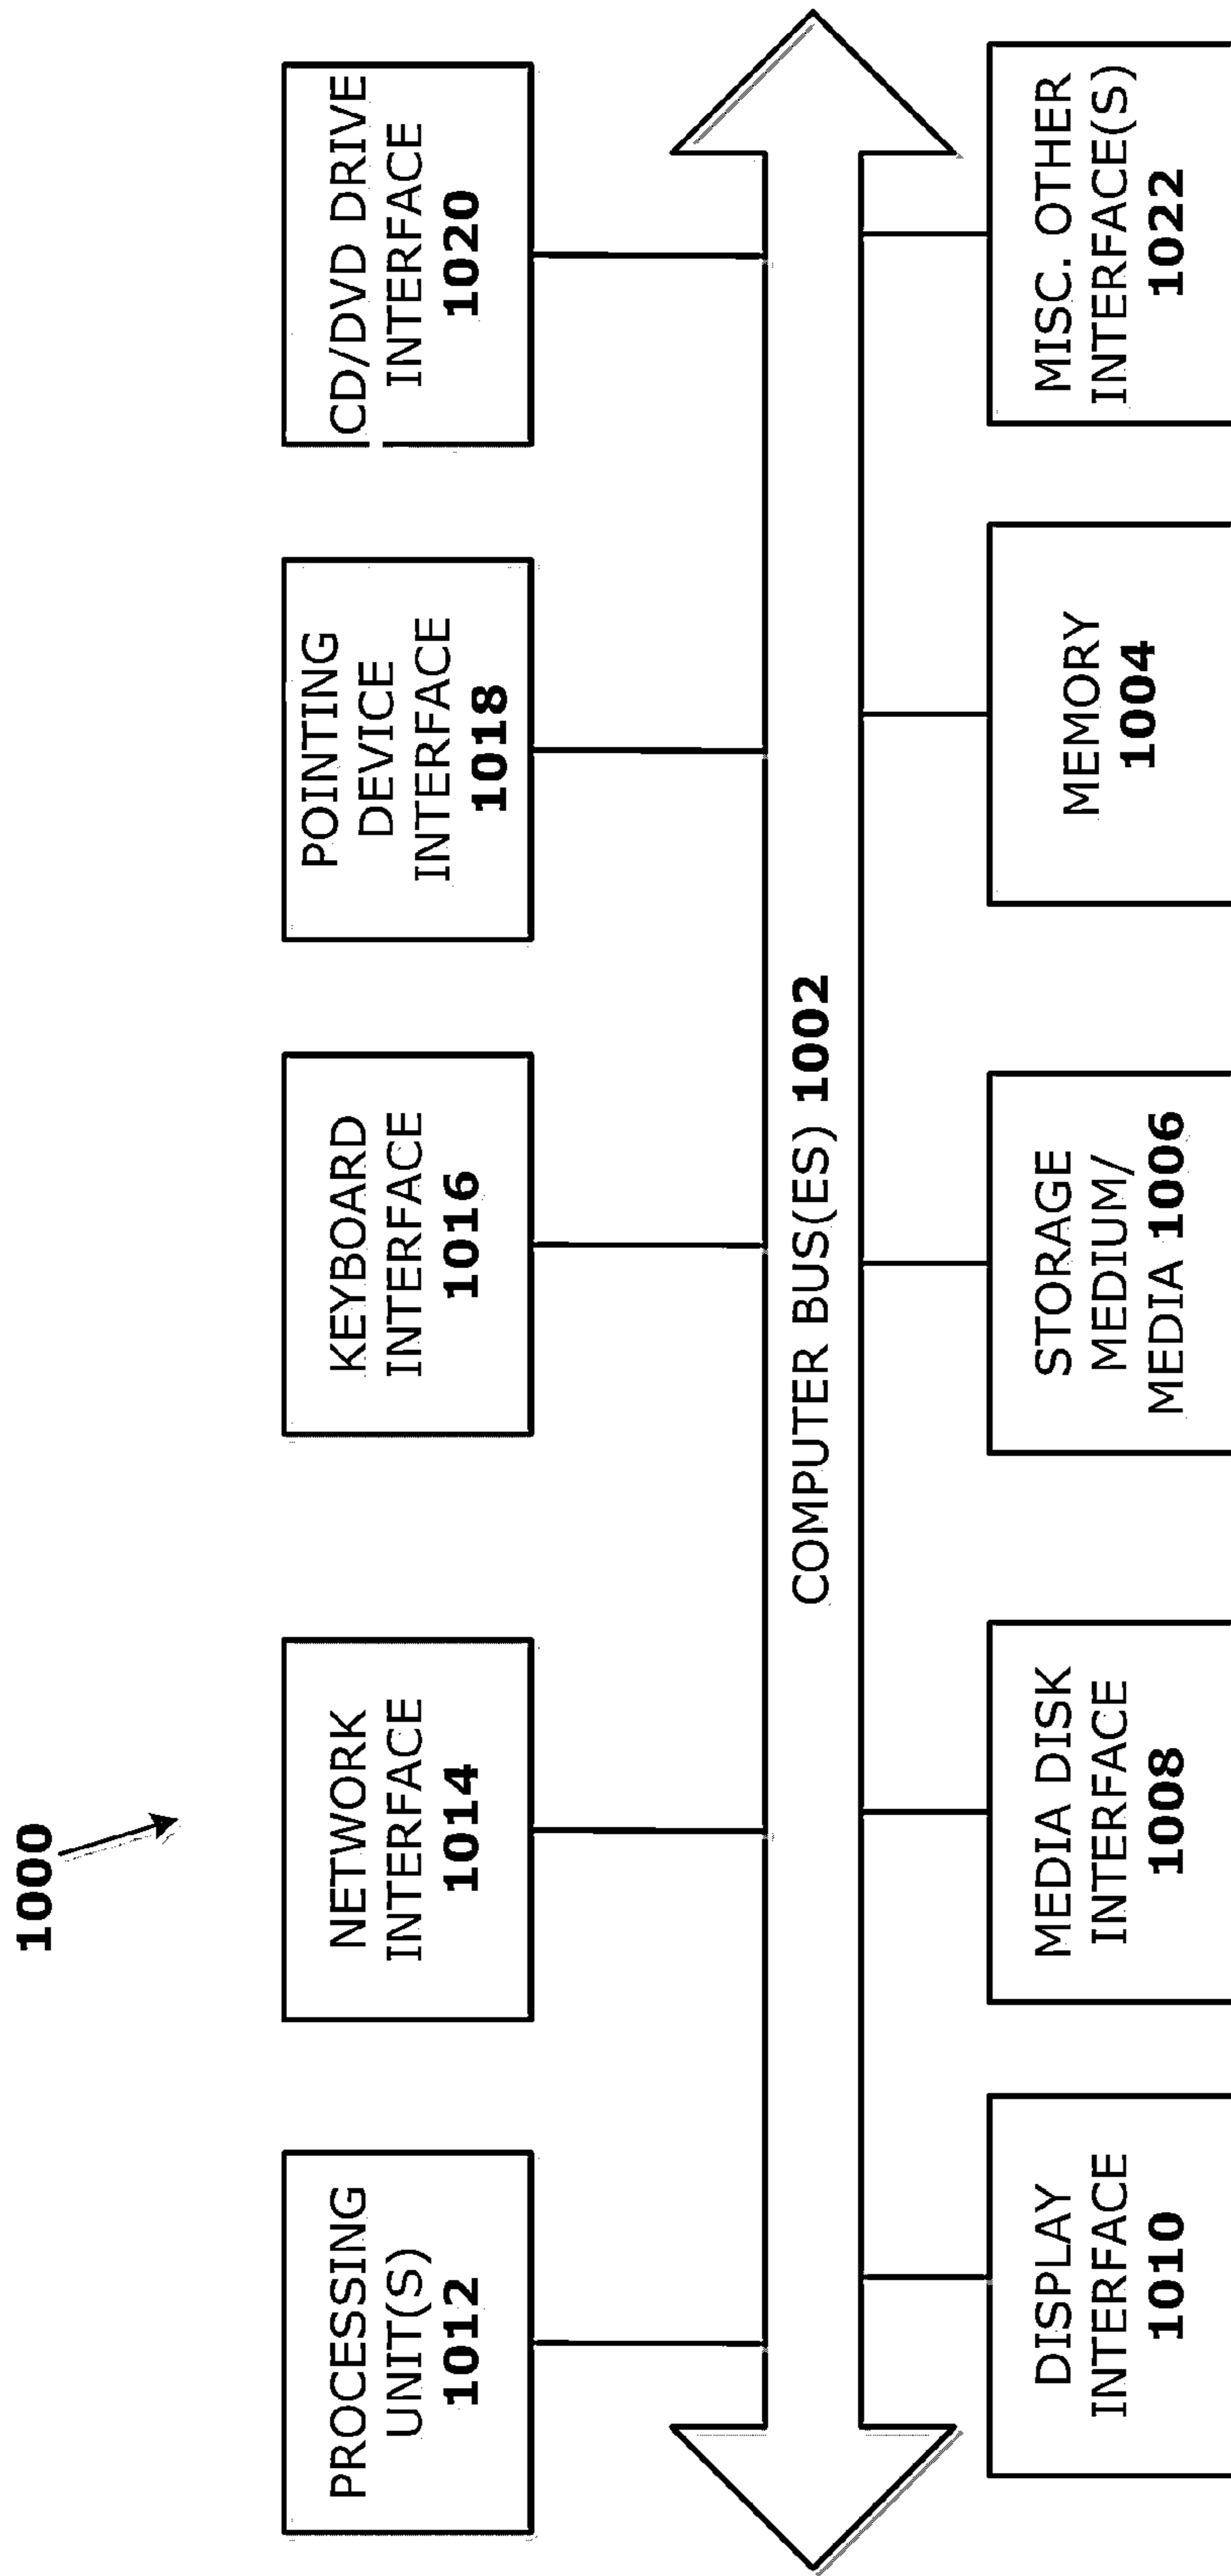 1000
PROCESSING
UNIT(S)
1012
NETWORK
INTERFACE
1014
KEYBOARD
INTERFACE
1016
POINTING
DEVICE
INTERFACE
1018
CD/DVD DRIVE
INTERFACE
1020
COMPUTER BUS(ES) 1002
DISPLAY
INTERFACE
1010
MEDIA DISK
INTERFACE
1008
STORAGE
MEDIUM/
MEDIA 1006
MEMORY
1004
MISC. OTHER
INTERFACE(S)
1022